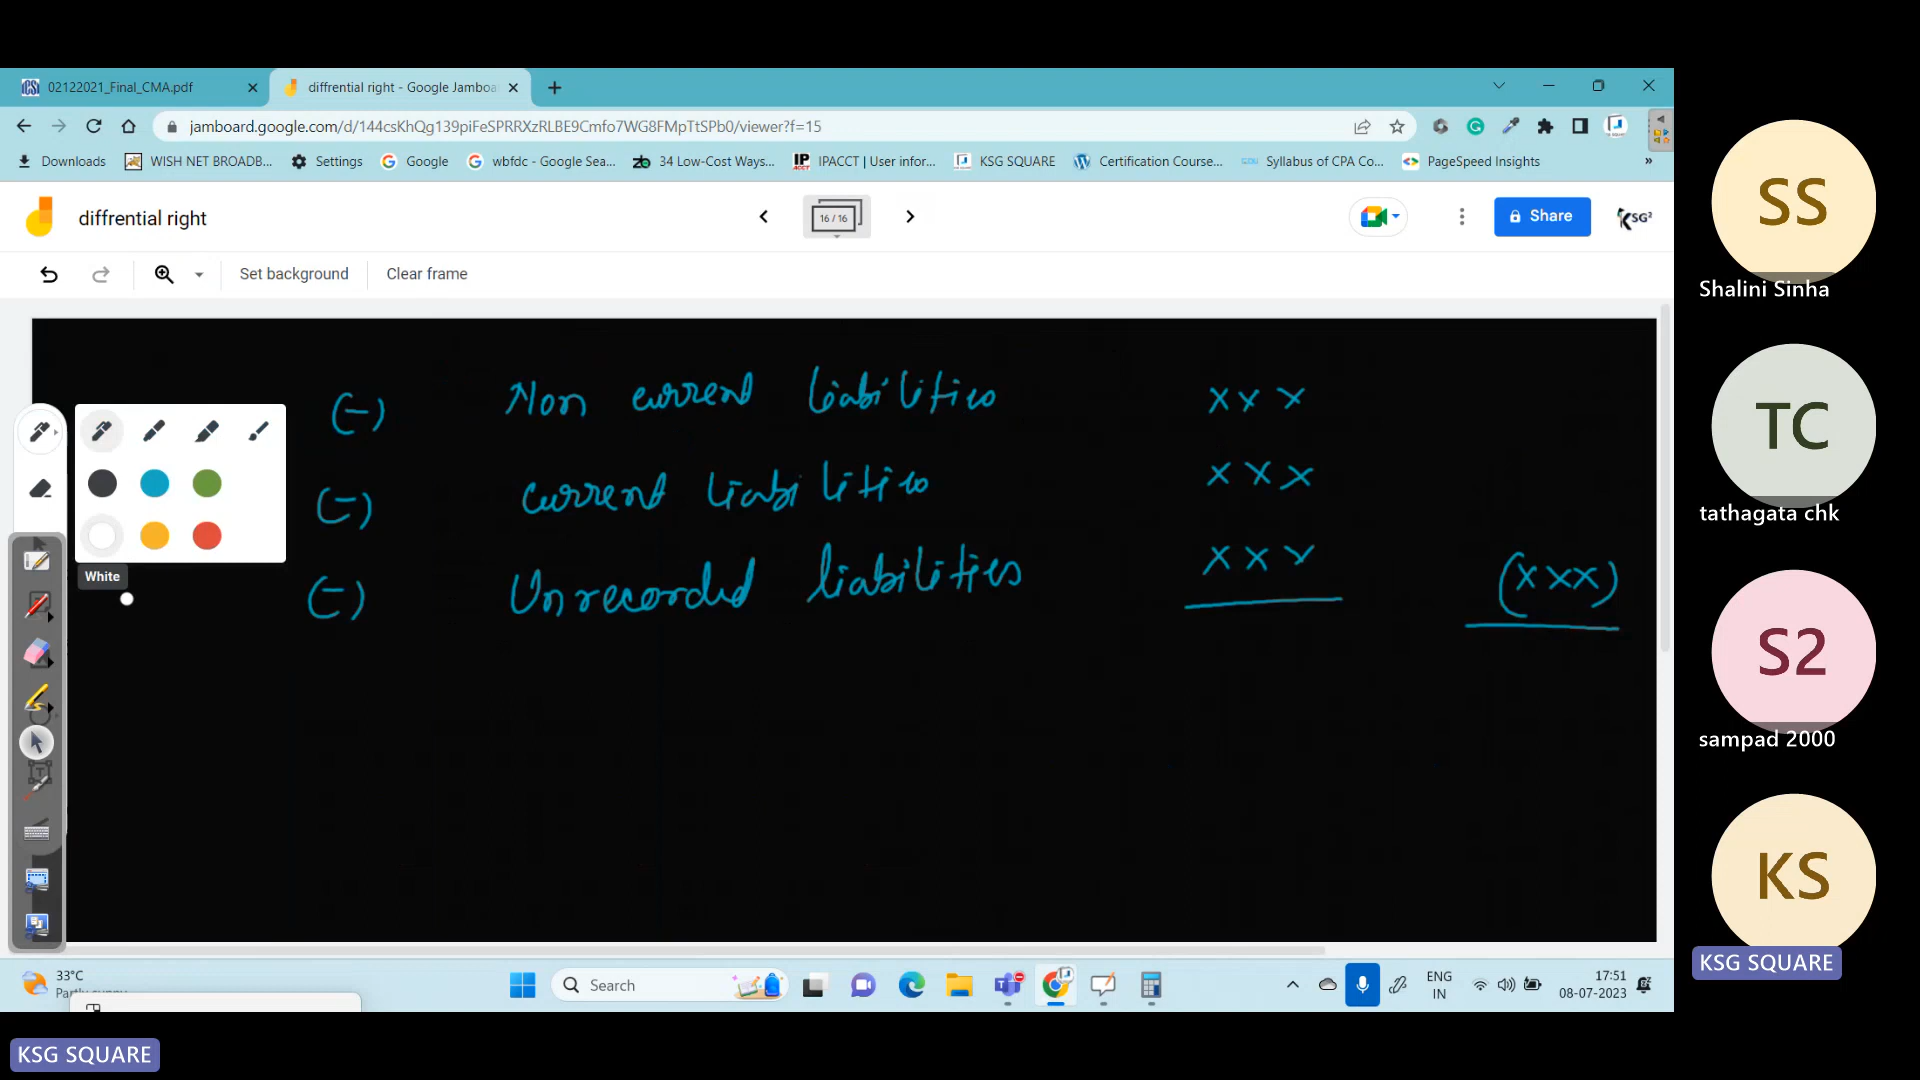 02122021_Final_CMA.pdf
diffrential right - Google Jamboa
jamboard.google.com/d/144csKhQg139piFeSPRRXzRLBE9Cmfo7WG8FMpTtSPb0/viewer?f=15
Downloads WISH NET BROADB... Settings Google wbfdc - Google Sea... 34 Low-Cost Ways... IPACCT | User infor... KSG SQUARE Certification Course... Syllabus of CPA Co... PageSpeed Insights »
diffrential right
16 / 16
Share
KSG²
Set background
Clear frame
(-) Non current liabilities x x x
(-) current liabilities x x x
(-) Unrecorded liabilities x x x (x x x)
White
33°C
Partly sunny
Search
ENG
IN
17:51
08-07-2023
SS
Shalini Sinha
TC
tathagata chk
S2
sampad 2000
KS
KSG SQUARE
KSG SQUARE